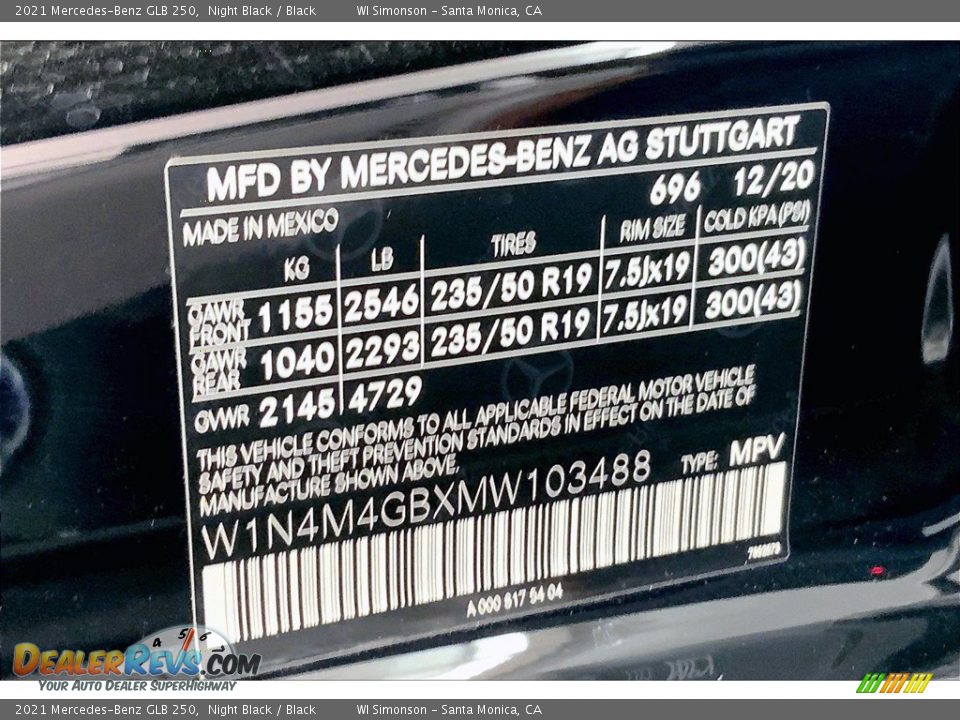 2021 Mercedes-Benz GLB 250, Night Black / Black WI Simonson - Santa Monica, CA
MFD BY MERCEDES-BENZ AG STUTTGART
696 12/20
MADE IN MEXICO
KG LB TIRES RIM SIZE COLD KPA(PSI)
GAWR FRONT 1155 2546 235/50 R19 7.5Jx19 300(43)
GAWR REAR 1040 2293 235/50 R19 7.5Jx19 300(43)
GVWR 2145 4729
THIS VEHICLE CONFORMS TO ALL APPLICABLE FEDERAL MOTOR VEHICLE
SAFETY AND THEFT PREVENTION STANDARDS IN EFFECT ON THE DATE OF
MANUFACTURE SHOWN ABOVE.
W1N4M4GBXMW103488 TYPE: MPV
A 000 817 54 04
4 5 6
DEALERREVS.COM
YOUR AUTO DEALER SUPERHIGHWAY
2021 Mercedes-Benz GLB 250, Night Black / Black WI Simonson - Santa Monica, CA